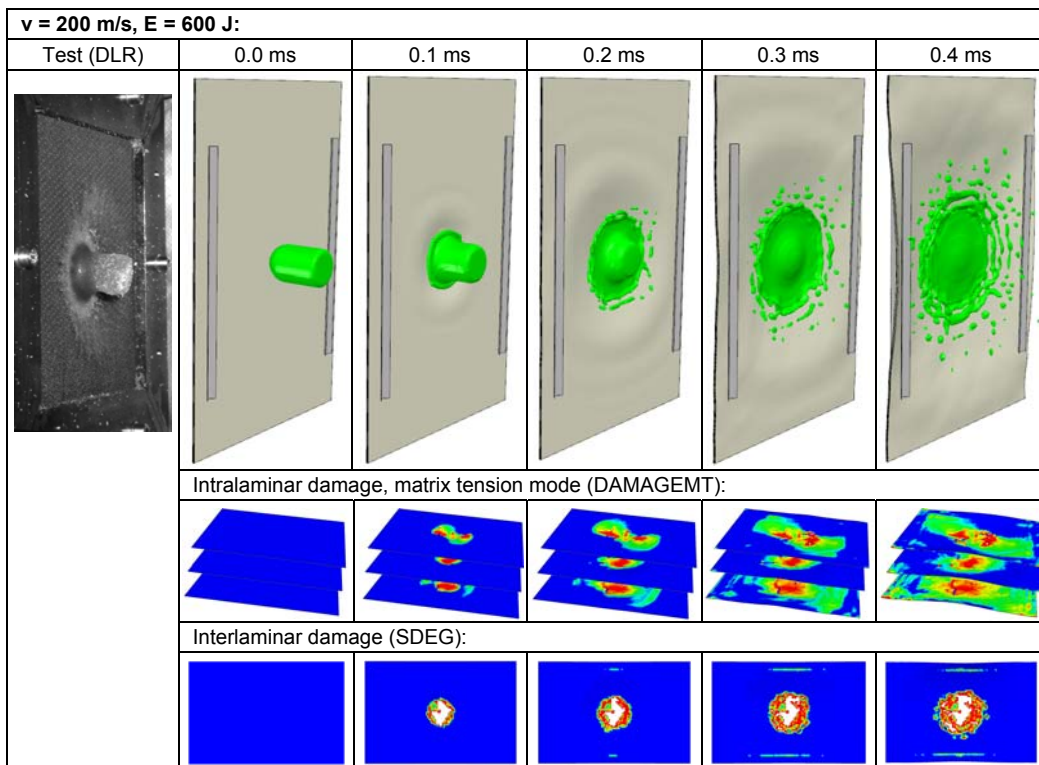 v = 200 m/s, E = 600 J:
Test (DLR) 0.0 ms 0.1 ms 0.2 ms 0.3 ms 0.4 ms
Intralaminar damage, matrix tension mode (DAMAGEMT):
Interlaminar damage (SDEG):